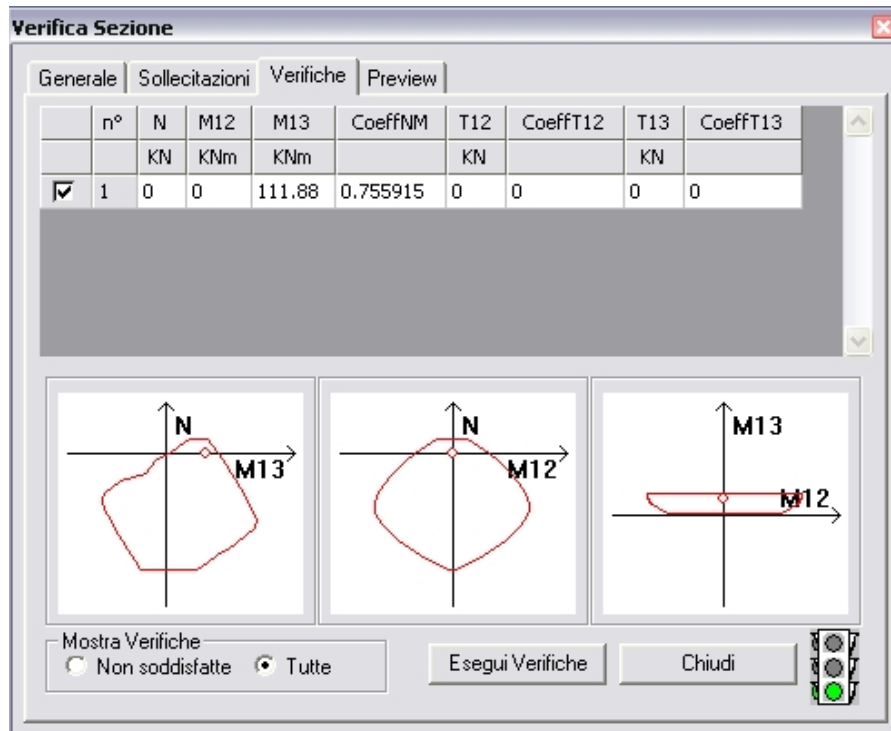 Verifica Sezione
Generale Sollecitazioni Verifiche Preview
n° N M12 M13 CoeffNM T12 CoeffT12 T13 CoeffT13
KN KNm KNm KN KN
1 0 0 111.88 0.755915 0 0 0 0
N M13
N M12
M13 M12
Mostra Verifiche
Non soddisfatte Tutte
Esegui Verifiche Chiudi